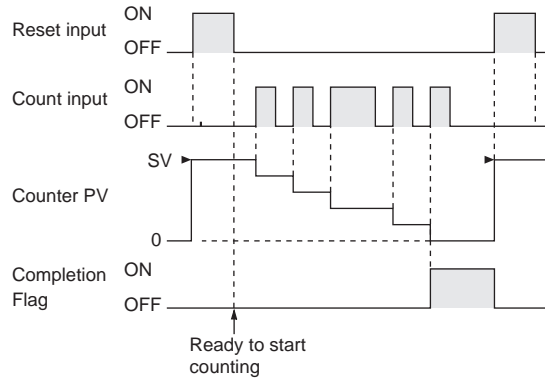 ON
Reset input
OFF
ON
Count input
OFF
SV
Counter PV
0
ON
Completion
Flag
OFF
Ready to start
counting